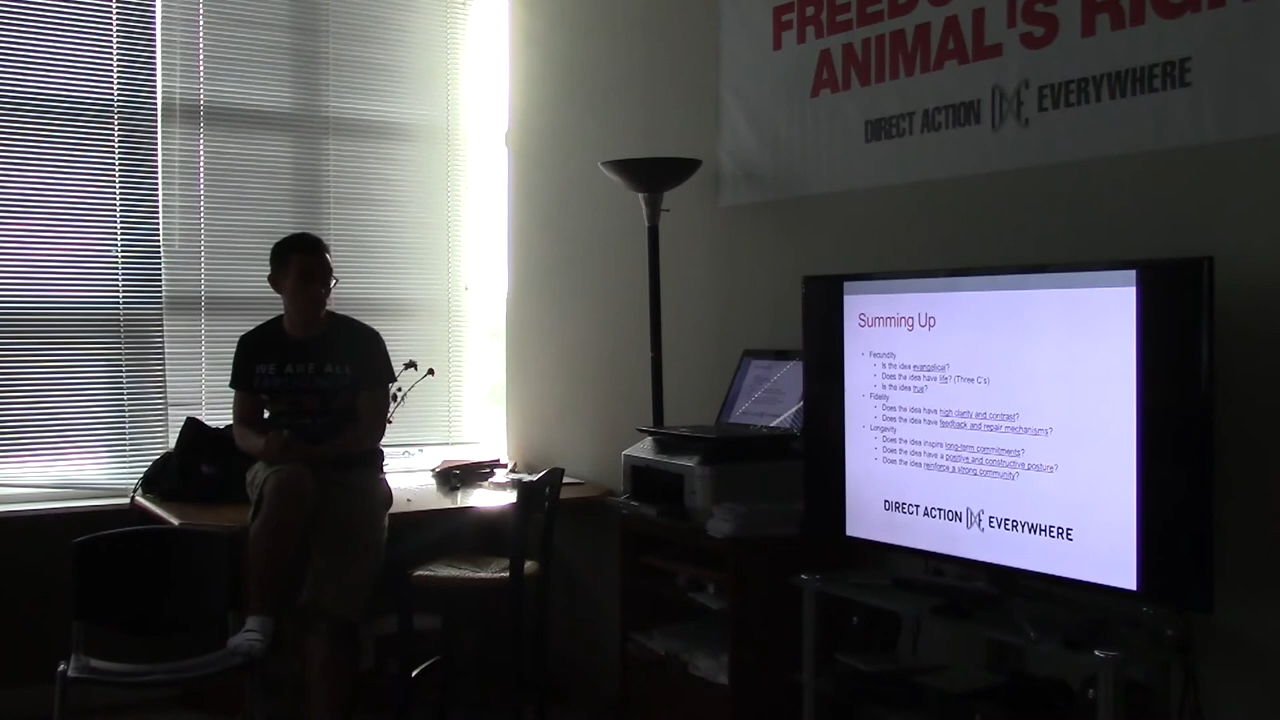 ANIMAL'S
DIRECT ACTION EVERYWHERE
WE ARE ALL
Summing Up
• Fecundity
• Is the idea evangelical?
• Does the idea have life? (Three C's)
• Is the idea true?
• Fidelity
• Does the idea have high clarity and contrast?
• Does the idea have feedback and repair mechanisms?
• Longevity
• Does the idea inspire long-term commitments?
• Does the idea have a positive and constructive posture?
• Does the idea reinforce a strong community?
DIRECT ACTION EVERYWHERE